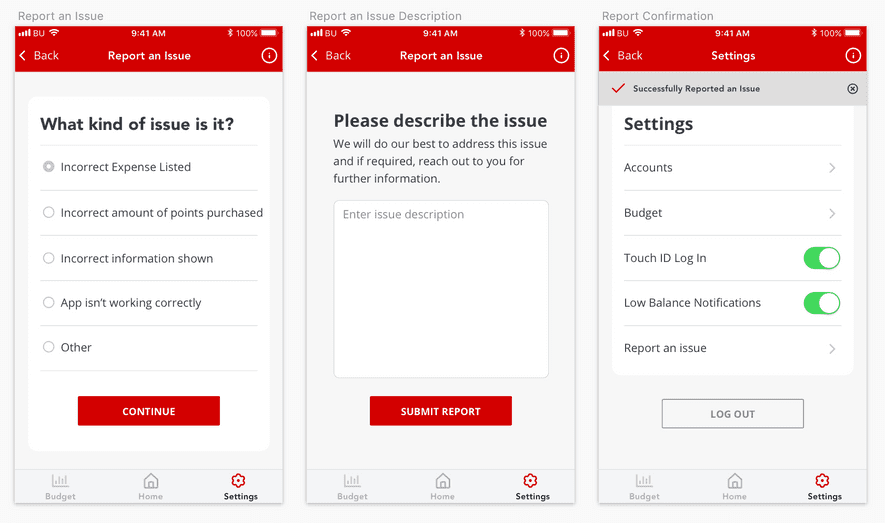 Report an Issue
BU 9:41 AM 100%
Back Report an Issue
What kind of issue is it?
Incorrect Expense Listed
Incorrect amount of points purchased
Incorrect information shown
App isn't working correctly
Other
CONTINUE
Budget Home Settings
Report an Issue Description
BU 9:41 AM 100%
Back Report an Issue
Please describe the issue
We will do our best to address this issue
and if required, reach out to you for
further information.
Enter issue description
SUBMIT REPORT
Budget Home Settings
Report Confirmation
BU 9:41 AM 100%
Back Settings
Successfully Reported an Issue
Settings
Accounts
Budget
Touch ID Log In
Low Balance Notifications
Report an issue
LOG OUT
Budget Home Settings